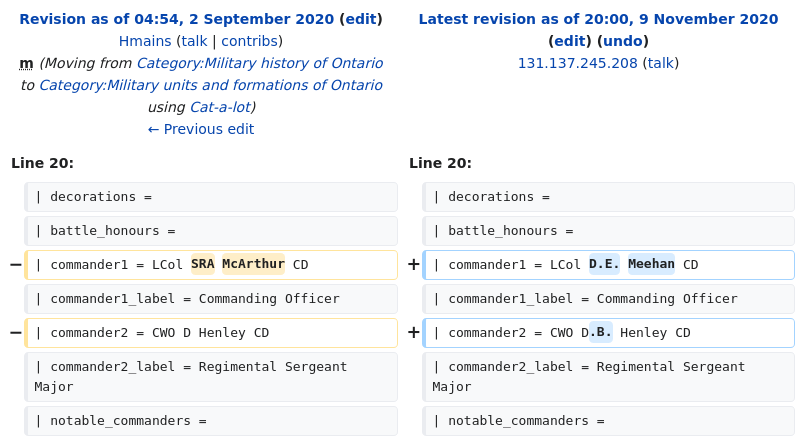 Revision as of 04:54, 2 September 2020 (edit)
Hmains (talk | contribs)
m (Moving from Category:Military history of Ontario
to Category:Military units and formations of Ontario
using Cat-a-lot)
← Previous edit
Latest revision as of 20:00, 9 November 2020
(edit) (undo)
131.137.245.208 (talk)
Line 20:
Line 20:
| decorations =
| decorations =
| battle_honours =
| battle_honours =
− | commander1 = LCol SRA McArthur CD
+ | commander1 = LCol D.E. Meehan CD
| commander1_label = Commanding Officer
| commander1_label = Commanding Officer
− | commander2 = CWO D Henley CD
+ | commander2 = CWO D.B. Henley CD
| commander2_label = Regimental Sergeant
Major
| commander2_label = Regimental Sergeant
Major
| notable_commanders =
| notable_commanders =